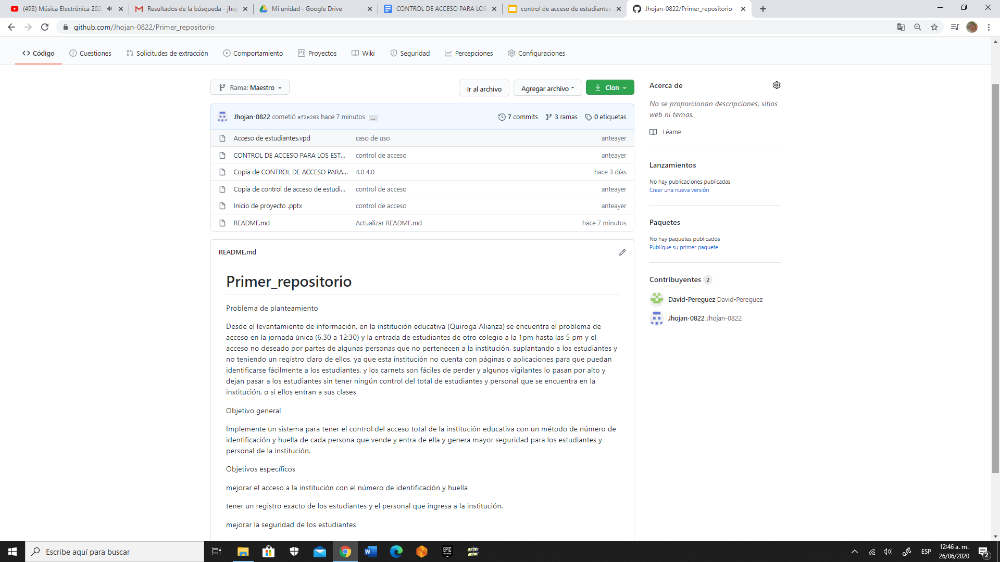 (493) Música Electrónica 202
Resultados de la búsqueda - jhoj
Mi unidad - Google Drive
CONTROL DE ACCESO PARA LOS
control de acceso de estudiantes
Jhojan-0822/Primer_repositorio
github.com/Jhojan-0822/Primer_repositorio
Código
Cuestiones
Solicitudes de extracción
Comportamiento
Proyectos
Wiki
Seguridad
Percepciones
Configuraciones
Rama: Maestro
Ir al archivo
Agregar archivo
Clon
Jhojan-0822 cometió af2e203 hace 7 minutos ...
7 commits
3 ramas
0 etiquetas
Acceso de estudiantes.vpd caso de uso anteayer
CONTROL DE ACCESO PARA LOS EST... control de acceso anteayer
Copia de CONTROL DE ACCESO PARA... 4.0 4.0 hace 3 días
Copia de control de acceso de estudi... control de acceso anteayer
Inicio de proyecto .pptx control de acceso anteayer
README.md Actualizar README.md hace 7 minutos
README.md
Primer_repositorio
Problema de planteamiento
Desde el levantamiento de información, en la institución educativa (Quiroga Alianza) se encuentra el problema de
acceso en la jornada única (6.30 a 12:30) y la entrada de estudiantes de otro colegio a la 1pm hasta las 5 pm y el
acceso no deseado por partes de algunas personas que no pertenecen a la institución, suplantando a los estudiantes y
no teniendo un registro claro de ellos, ya que esta institución no cuenta con páginas o aplicaciones para que puedan
identificarse fácilmente a los estudiantes, y los carnets son fáciles de perder y algunos vigilantes lo pasan por alto y
dejan pasar a los estudiantes sin tener ningún control del total de estudiantes y personal que se encuentra en la
institución, o si ellos entran a sus clases
Objetivo general
Implemente un sistema para tener el control del acceso total de la institución educativa con un método de número de
identificación y huella de cada persona que vende y entra de ella y genera mayor seguridad para los estudiantes y
personal de la institución.
Objetivos específicos
mejorar el acceso a la institución con el número de identificación y huella
tener un registro exacto de los estudiantes y el personal que ingresa a la institución.
mejorar la seguridad de los estudiantes
Acerca de
No se proporcionan descripciones, sitios
web ni temas.
Léame
Lanzamientos
No hay publicaciones publicadas
Crear una nueva versión
Paquetes
No hay paquetes publicados
Publique su primer paquete
Contribuyentes 2
David-Pereguez David-Pereguez
Jhojan-0822 Jhojan-0822
Escribe aquí para buscar
EPIC GAMES
ESP
12:46 a. m.
26/06/2020
2